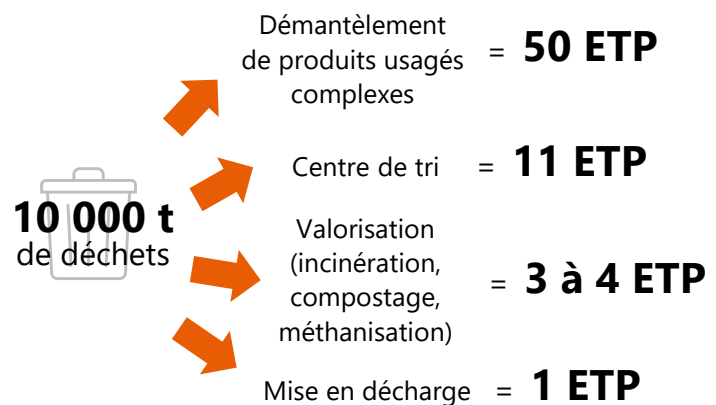 Démantèlement
de produits usagés
complexes
= 50 ETP
Centre de tri = 11 ETP
10 000 t
de déchets
Valorisation
(incinération,
compostage,
méthanisation)
= 3 à 4 ETP
Mise en décharge = 1 ETP